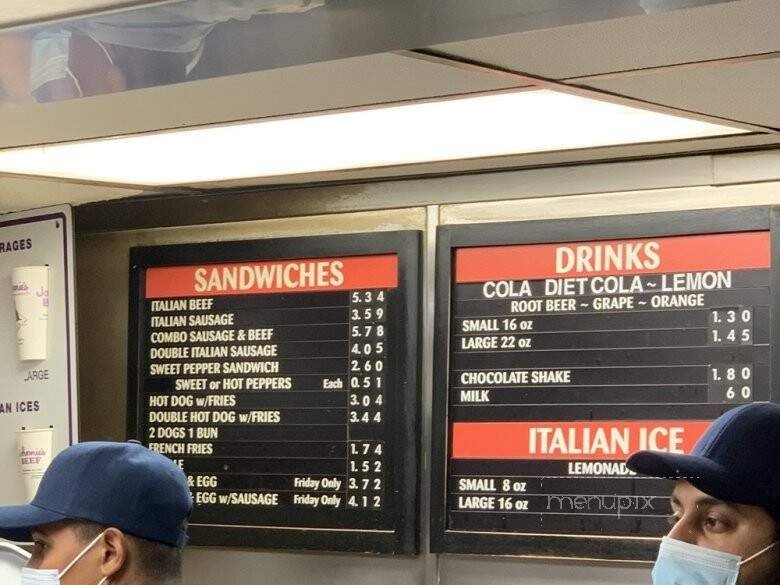 RAGES
ARGE
AN ICES
BEEF
SANDWICHES
ITALIAN BEEF 5.34
ITALIAN SAUSAGE 3.59
COMBO SAUSAGE & BEEF 5.78
DOUBLE ITALIAN SAUSAGE 4.05
SWEET PEPPER SANDWICH 2.60
SWEET or HOT PEPPERS Each 0.51
HOT DOG w/FRIES 3.04
DOUBLE HOT DOG w/FRIES 3.44
2 DOGS 1 BUN
FRENCH FRIES 1.74
LE 1.52
& EGG Friday Only 3.72
& EGG w/SAUSAGE Friday Only 4.12
DRINKS
COLA DIET COLA ~ LEMON
ROOT BEER ~ GRAPE ~ ORANGE
SMALL 16 oz 1.30
LARGE 22 oz 1.45
CHOCOLATE SHAKE 1.80
MILK 60
ITALIAN ICE
LEMONADE
SMALL 8 oz
LARGE 16 oz
menupix